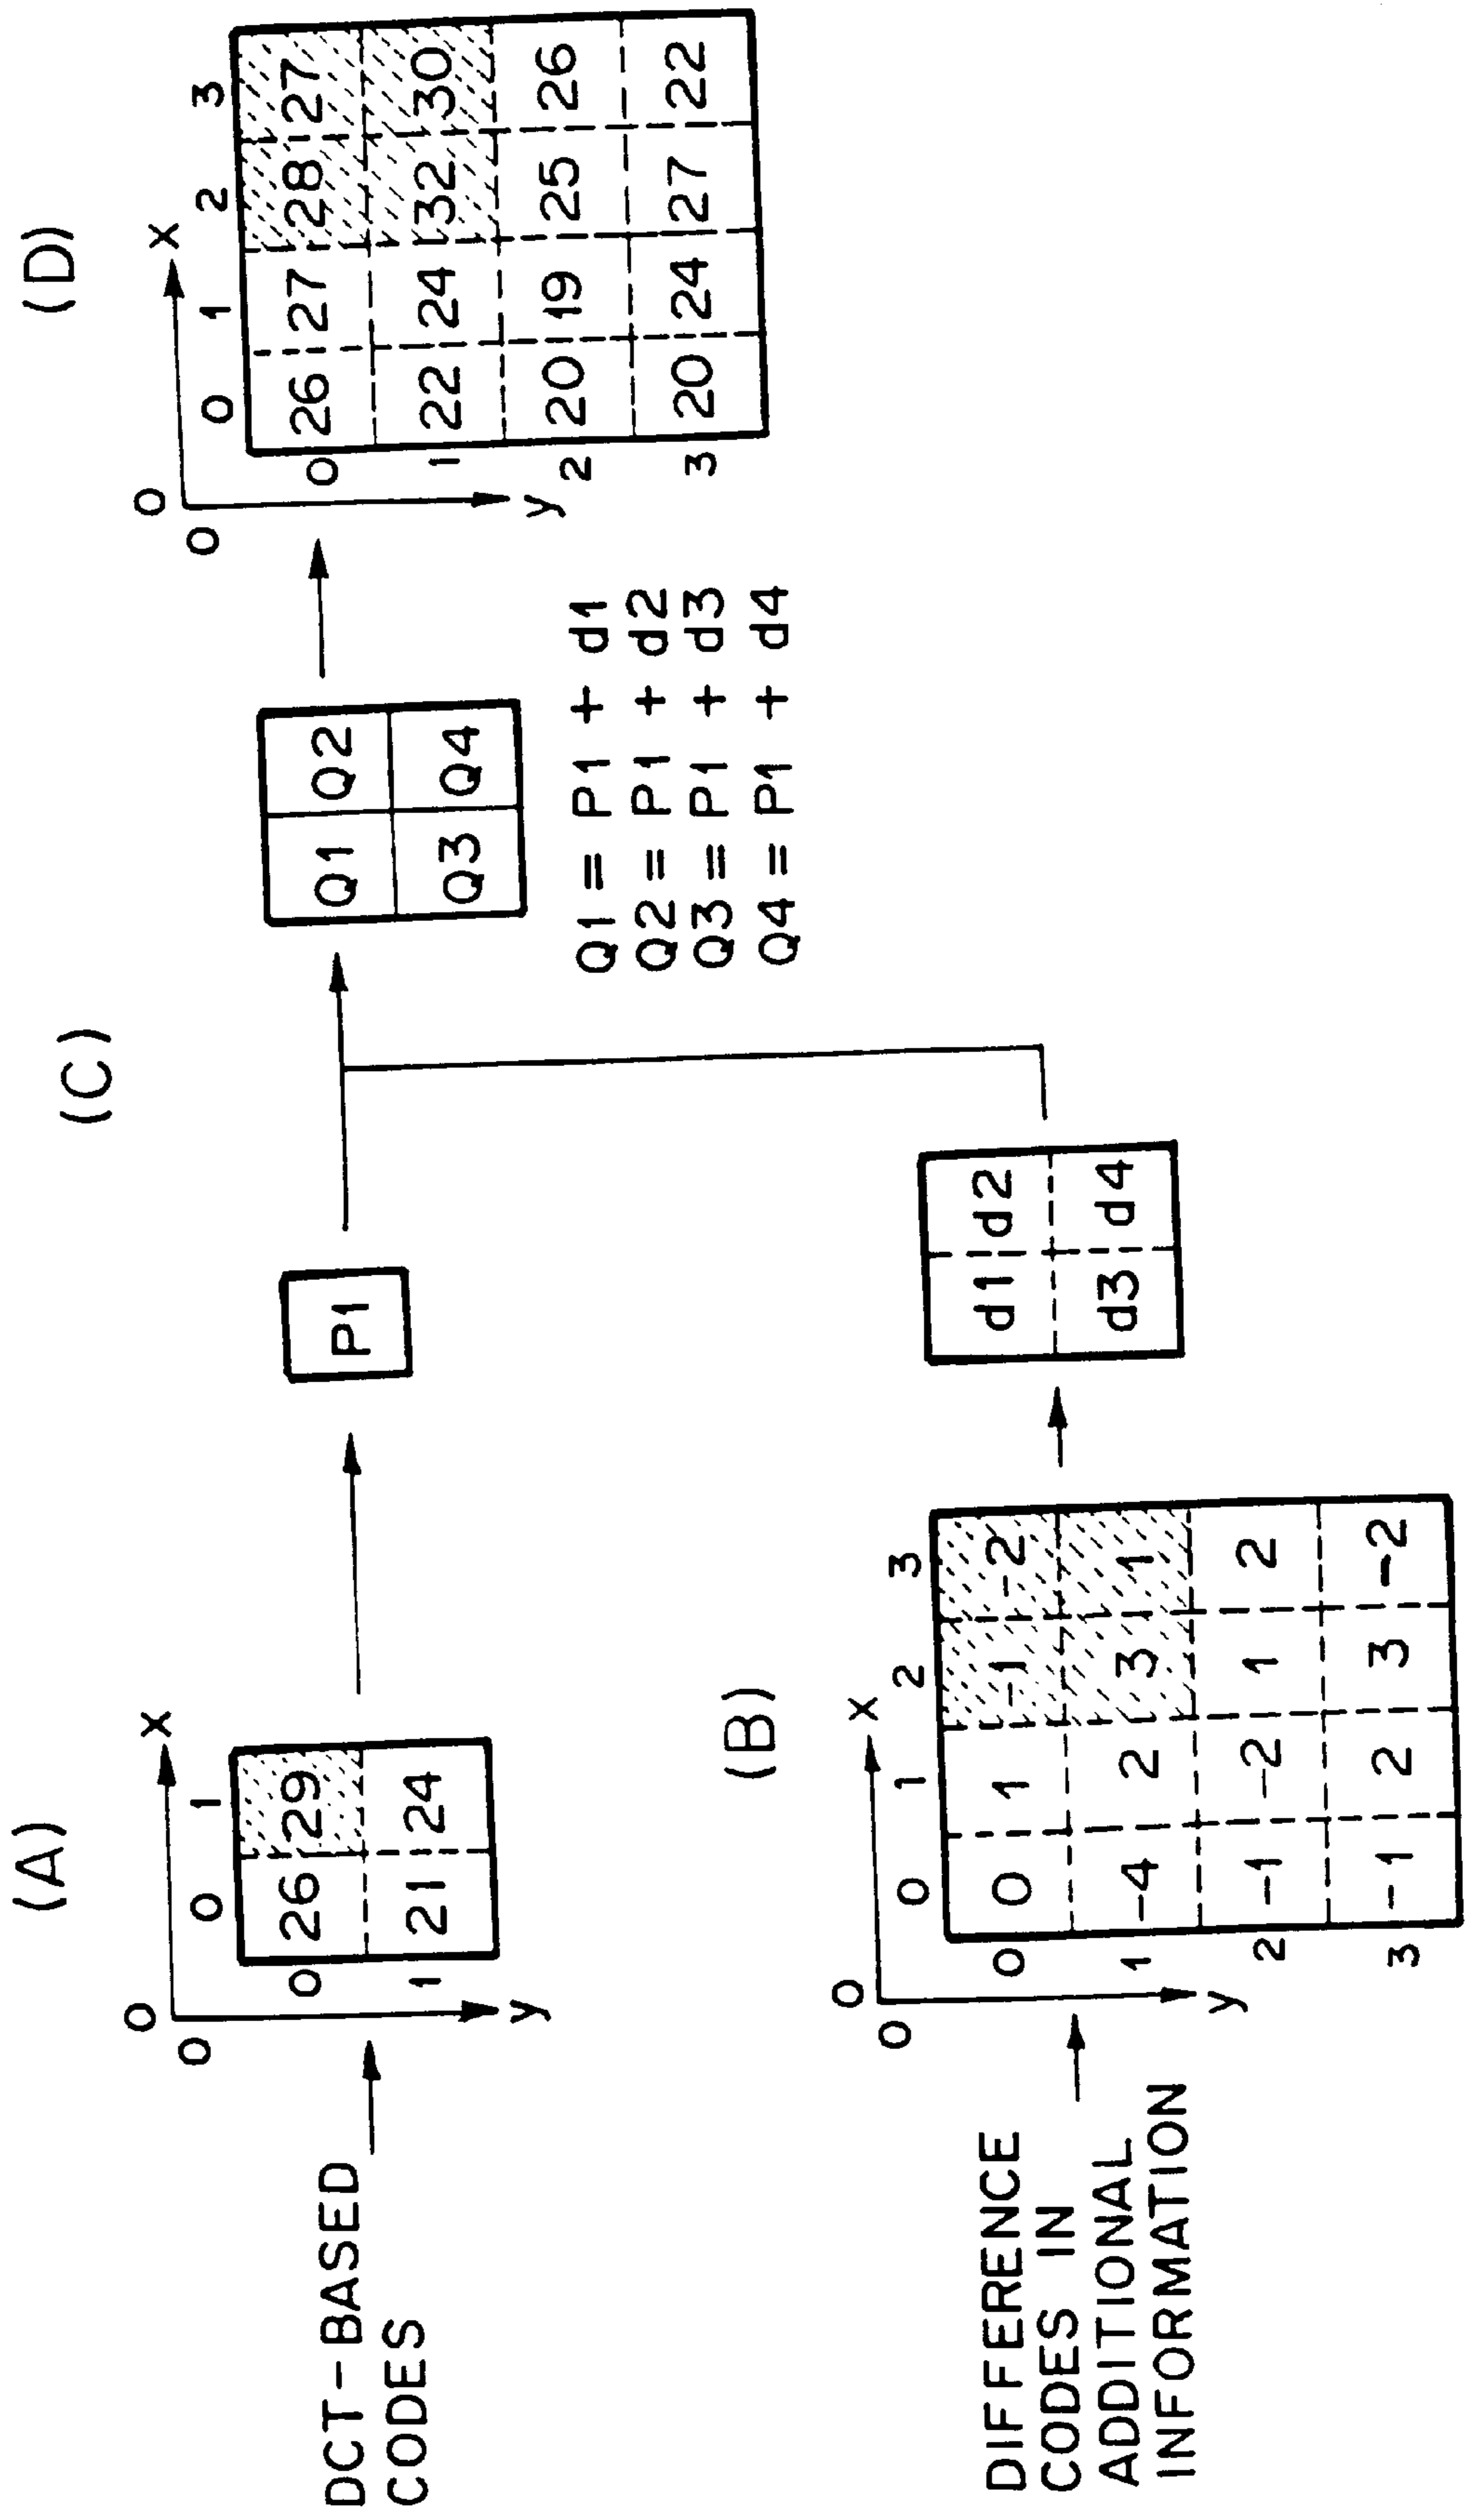 (A)
0
x
0
0 1
0 26 29
1 21 24
y
DCT-BASED
CODES
P1
(B)
0
x
0
0 1 2 3
0 0 1 -1 -2
1 -4 2 3 1
2 -1 -2 1 2
3 -1 2 3 -2
y
DIFFERENCE
CODES IN
ADDITIONAL
INFORMATION
d1 d2
d3 d4
(C)
Q1 Q2
Q3 Q4
Q1 = P1 + d1
Q2 = P1 + d2
Q3 = P1 + d3
Q4 = P1 + d4
(D)
0
x
0
0 1 2 3
0 26 27 28 27
1 22 24 32 30
2 20 19 25 26
3 20 24 27 22
y